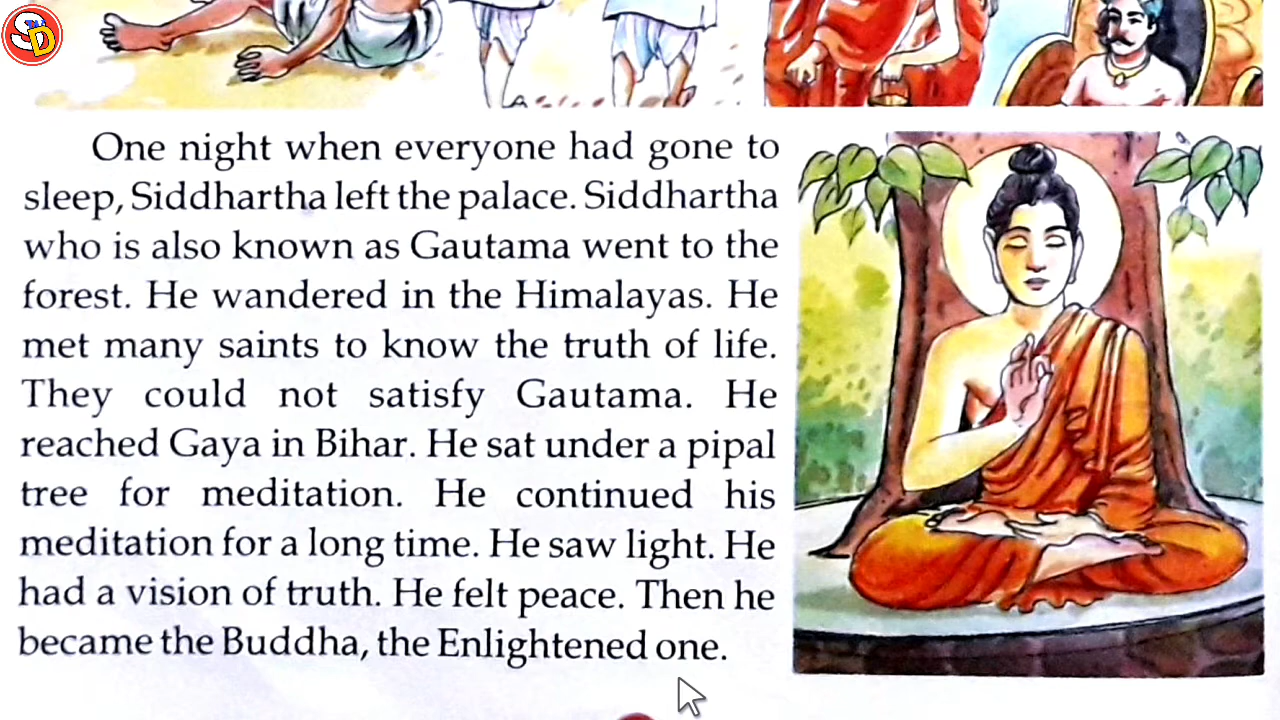 One night when everyone had gone to
sleep, Siddhartha left the palace. Siddhartha
who is also known as Gautama went to the
forest. He wandered in the Himalayas. He
met many saints to know the truth of life.
They could not satisfy Gautama. He
reached Gaya in Bihar. He sat under a pipal
tree for meditation. He continued his
meditation for a long time. He saw light. He
had a vision of truth. He felt peace. Then he
became the Buddha, the Enlightened one.